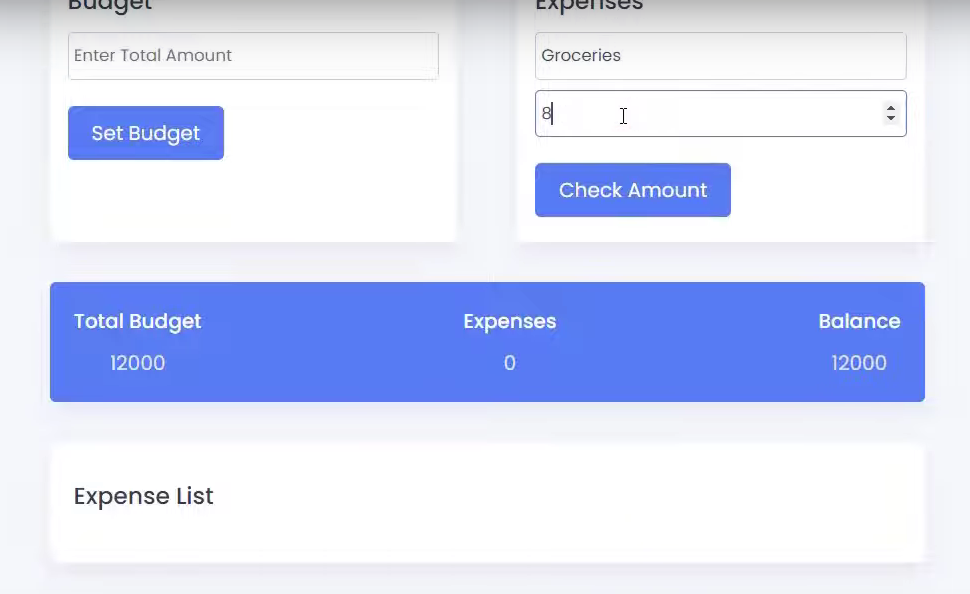 Budget
Enter Total Amount
Set Budget
Expenses
Groceries
8
Check Amount
Total Budget
12000
Expenses
0
Balance
12000
Expense List